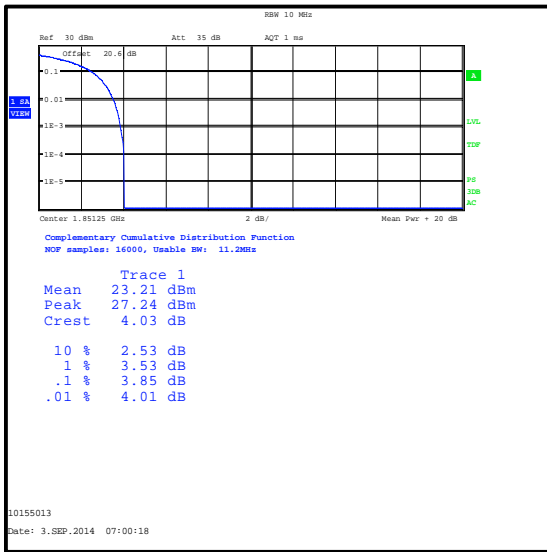 RBW 10 MHz
Ref 30 dBm Att 35 dB AQT 1 ms
Offset 20.6 dB
0.1
A
1 SA
VIEW
0.01
1E-3
LVL
1E-4
TDF
1E-5
PS
3DB
AC
Center 1.85125 GHz 2 dB/ Mean Pwr + 20 dB
Complementary Cumulative Distribution Function
NOF samples: 16000, Usable BW: 11.2MHz
Trace 1
Mean 23.21 dBm
Peak 27.24 dBm
Crest 4.03 dB
10 % 2.53 dB
1 % 3.53 dB
.1 % 3.85 dB
.01 % 4.01 dB
10155013
Date: 3.SEP.2014 07:00:18